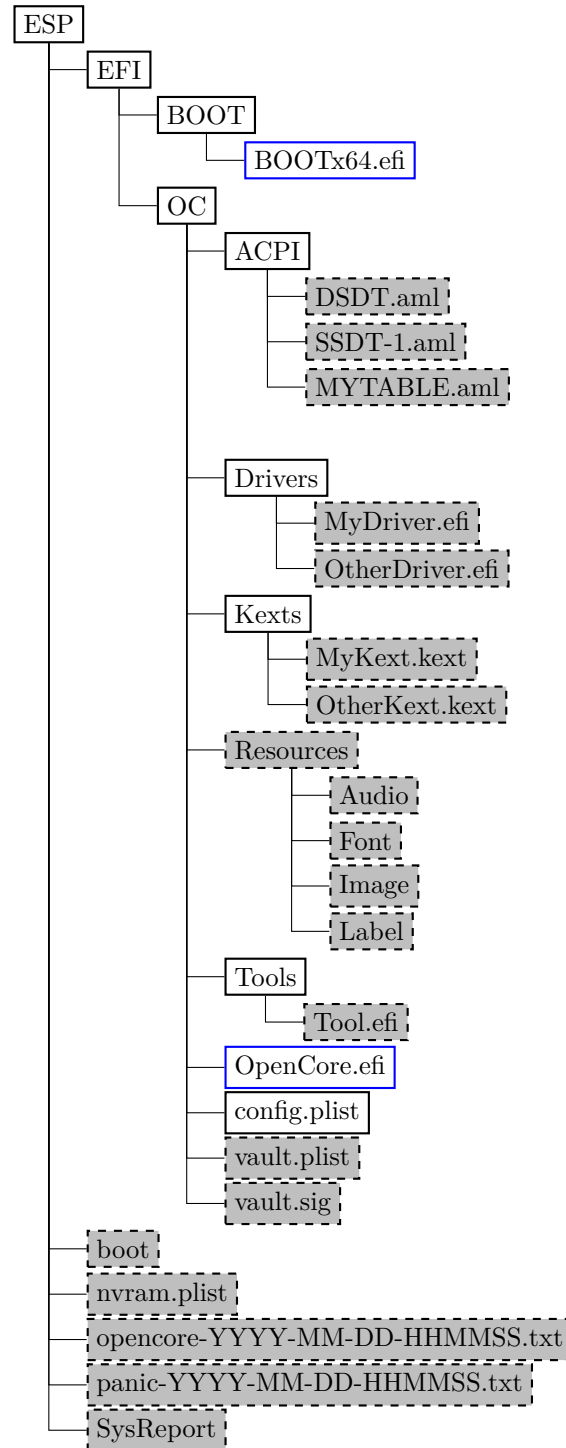 ESP
EFI
BOOT
BOOTx64.efi
OC
ACPI
DSDT.aml
SSDT-1.aml
MYTABLE.aml
Drivers
MyDriver.efi
OtherDriver.efi
Kexts
MyKext.kext
OtherKext.kext
Resources
Audio
Font
Image
Label
Tools
Tool.efi
OpenCore.efi
config.plist
vault.plist
vault.sig
boot
nvram.plist
opencore-YYYY-MM-DD-HHMMSS.txt
panic-YYYY-MM-DD-HHMMSS.txt
SysReport